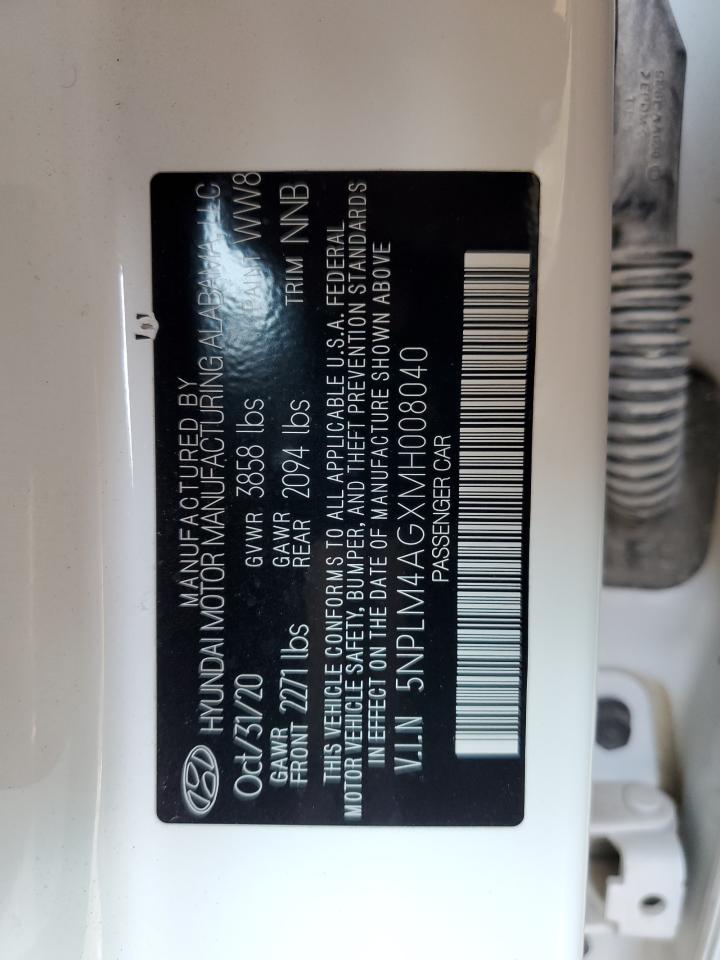 MANUFACTURED BY
HYUNDAI MOTOR MANUFACTURING ALABAMA, LLC
Oct/31/20 GVWR 3858 lbs PAINT WW8
GAWR FRONT 2271 lbs GAWR REAR 2094 lbs TRIM NNB
THIS VEHICLE CONFORMS TO ALL APPLICABLE U.S.A. FEDERAL
MOTOR VEHICLE SAFETY, BUMPER, AND THEFT PREVENTION STANDARDS
IN EFFECT ON THE DATE OF MANUFACTURE SHOWN ABOVE
V.I.N 5NPLM4AGXMH008040
PASSENGER CAR